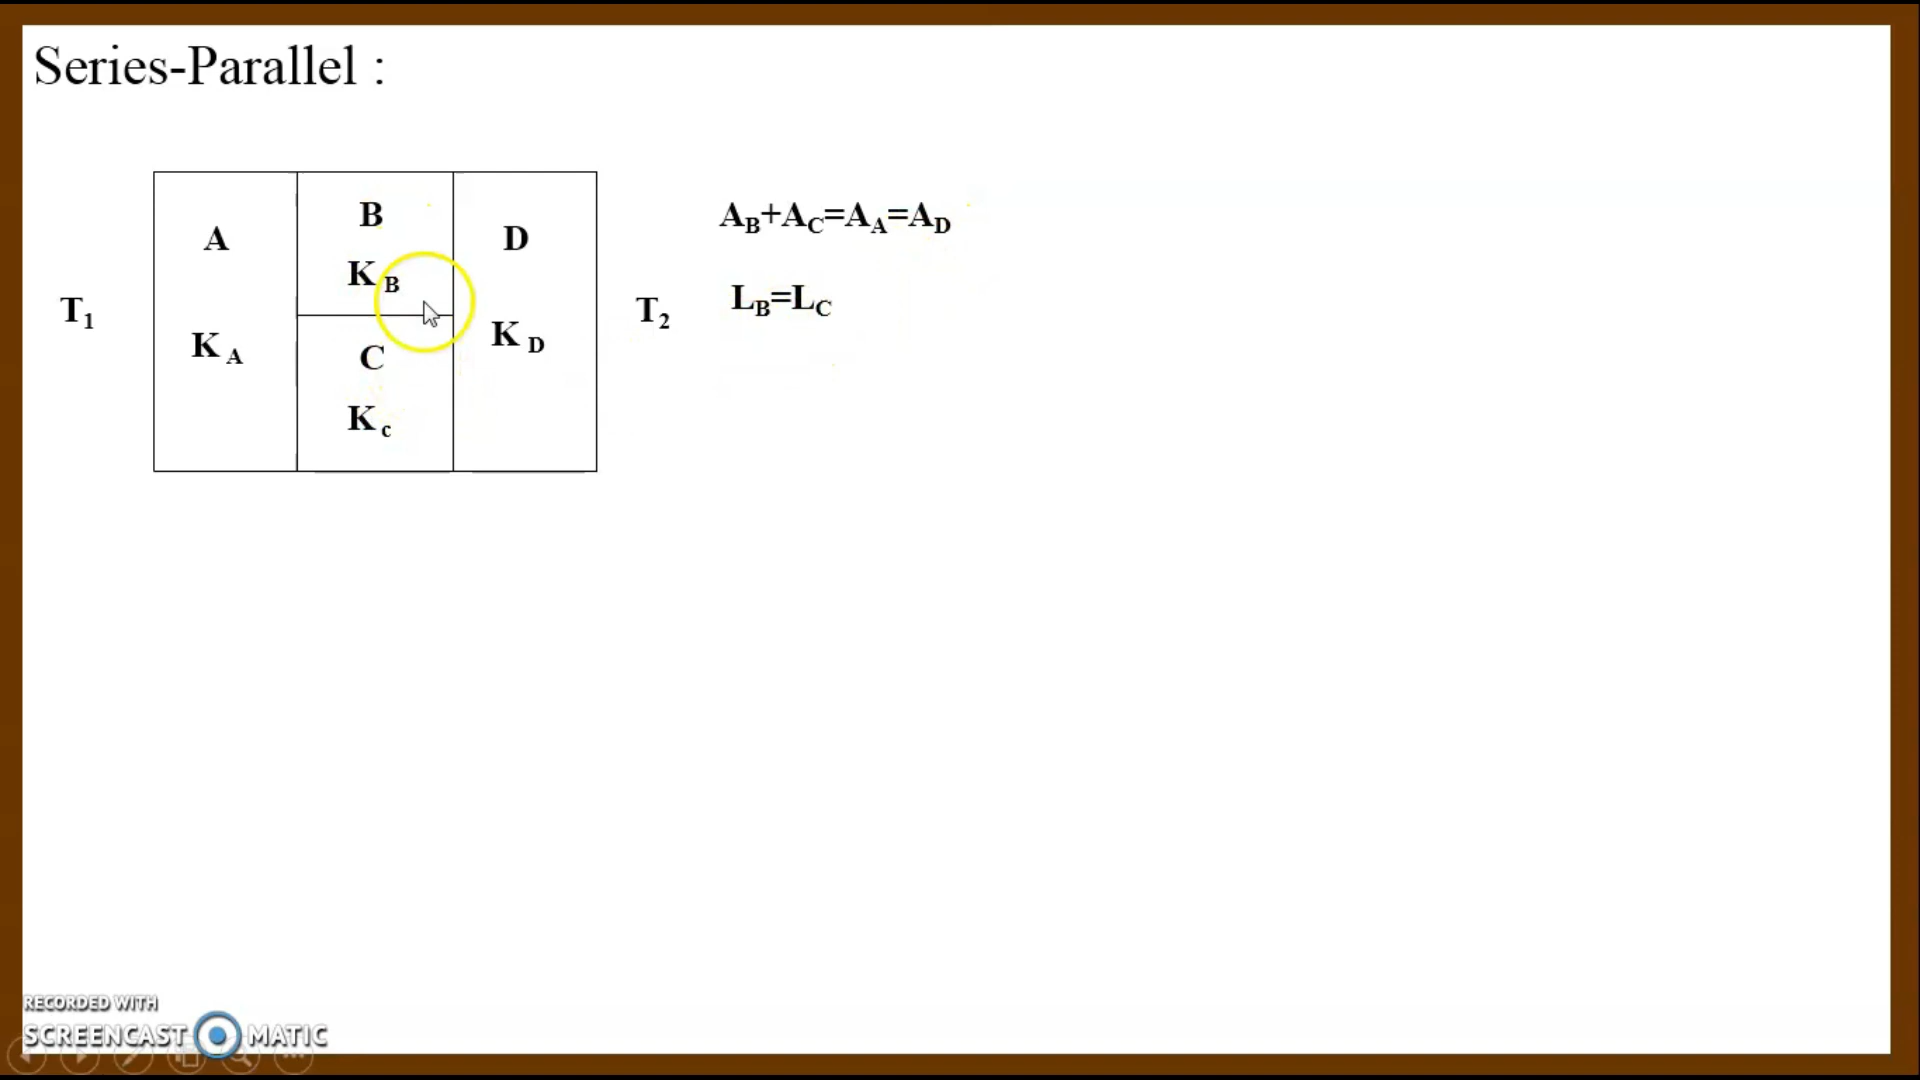 Series-Parallel :
A
K A
B
K B
C
K c
D
K D
T1
T2
AB+AC=AA=AD
LB=LC
RECORDED WITH
SCREENCAST MATIC